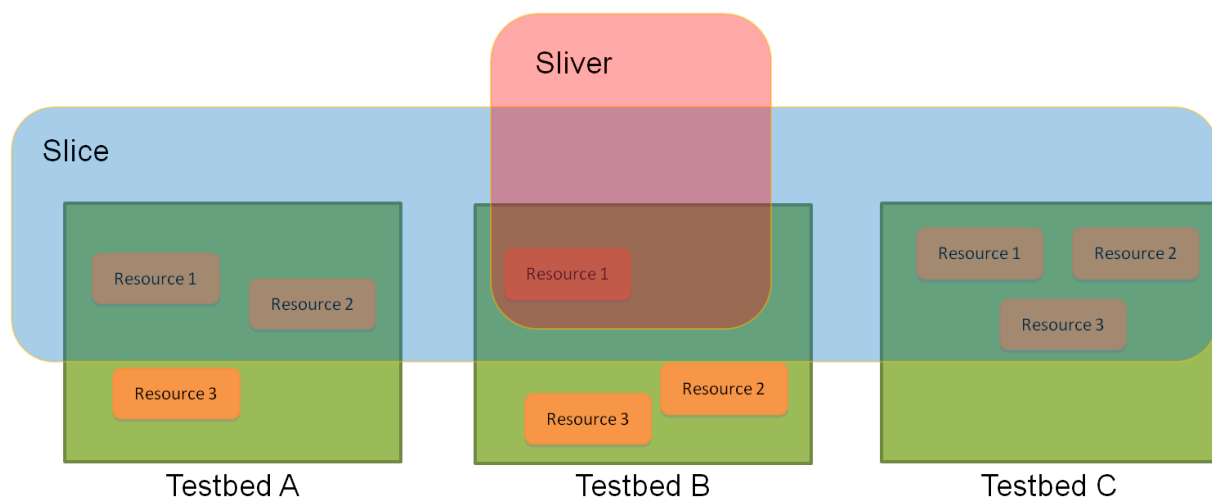 Sliver
Slice
Resource 1
Resource 2
Resource 3
Testbed A
Resource 1
Resource 2
Resource 3
Testbed B
Resource 1
Resource 2
Resource 3
Testbed C